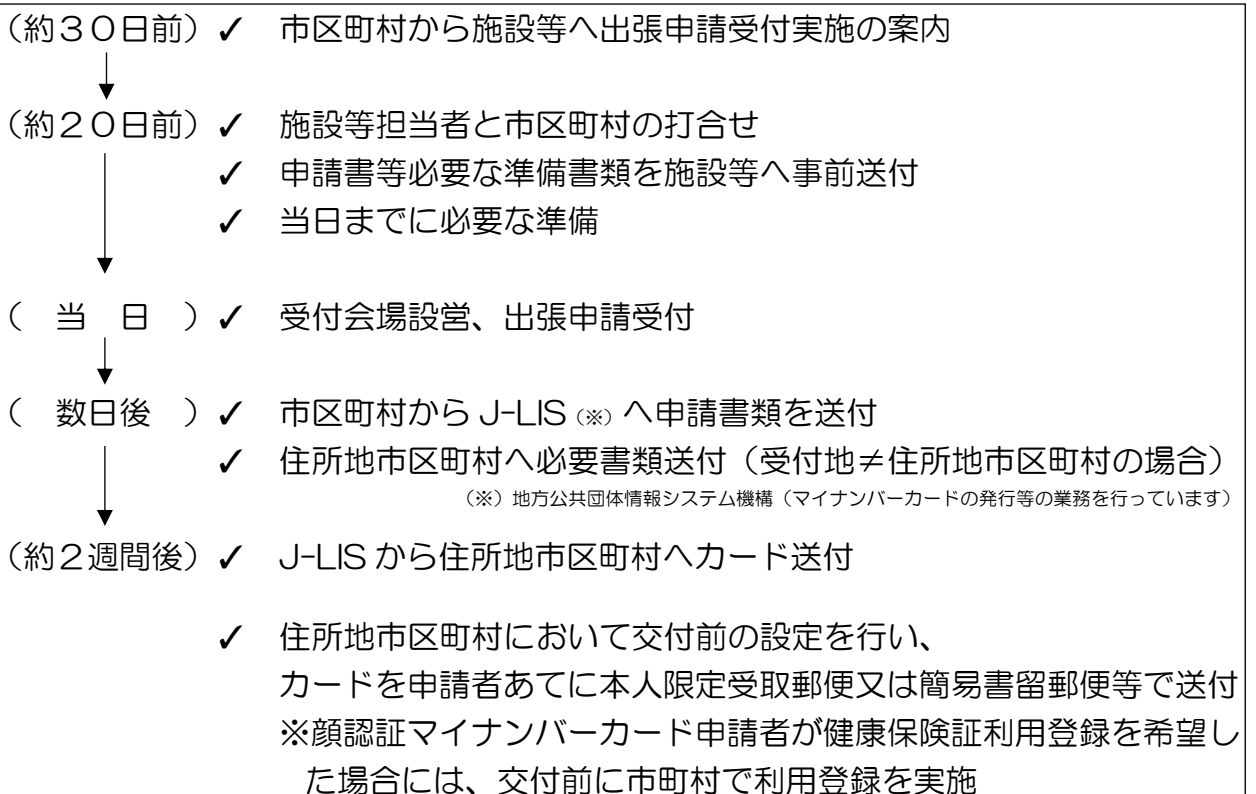 （約３０日前）✓ 市区町村から施設等へ出張申請受付実施の案内
（約２０日前）✓ 施設等担当者と市区町村の打合せ
✓ 申請書等必要な準備書類を施設等へ事前送付
✓ 当日までに必要な準備
（　当　日　）✓ 受付会場設営、出張申請受付
（　数日後　）✓ 市区町村から J-LIS（※）へ申請書類を送付
✓ 住所地市区町村へ必要書類送付（受付地≠住所地市区町村の場合）
（※）地方公共団体情報システム機構（マイナンバーカードの発行等の業務を行っています）
（約２週間後）✓ J-LIS から住所地市区町村へカード送付
✓ 住所地市区町村において交付前の設定を行い、
カードを申請者あてに本人限定受取郵便又は簡易書留郵便等で送付
※顔認証マイナンバーカード申請者が健康保険証利用登録を希望し
た場合には、交付前に市町村で利用登録を実施